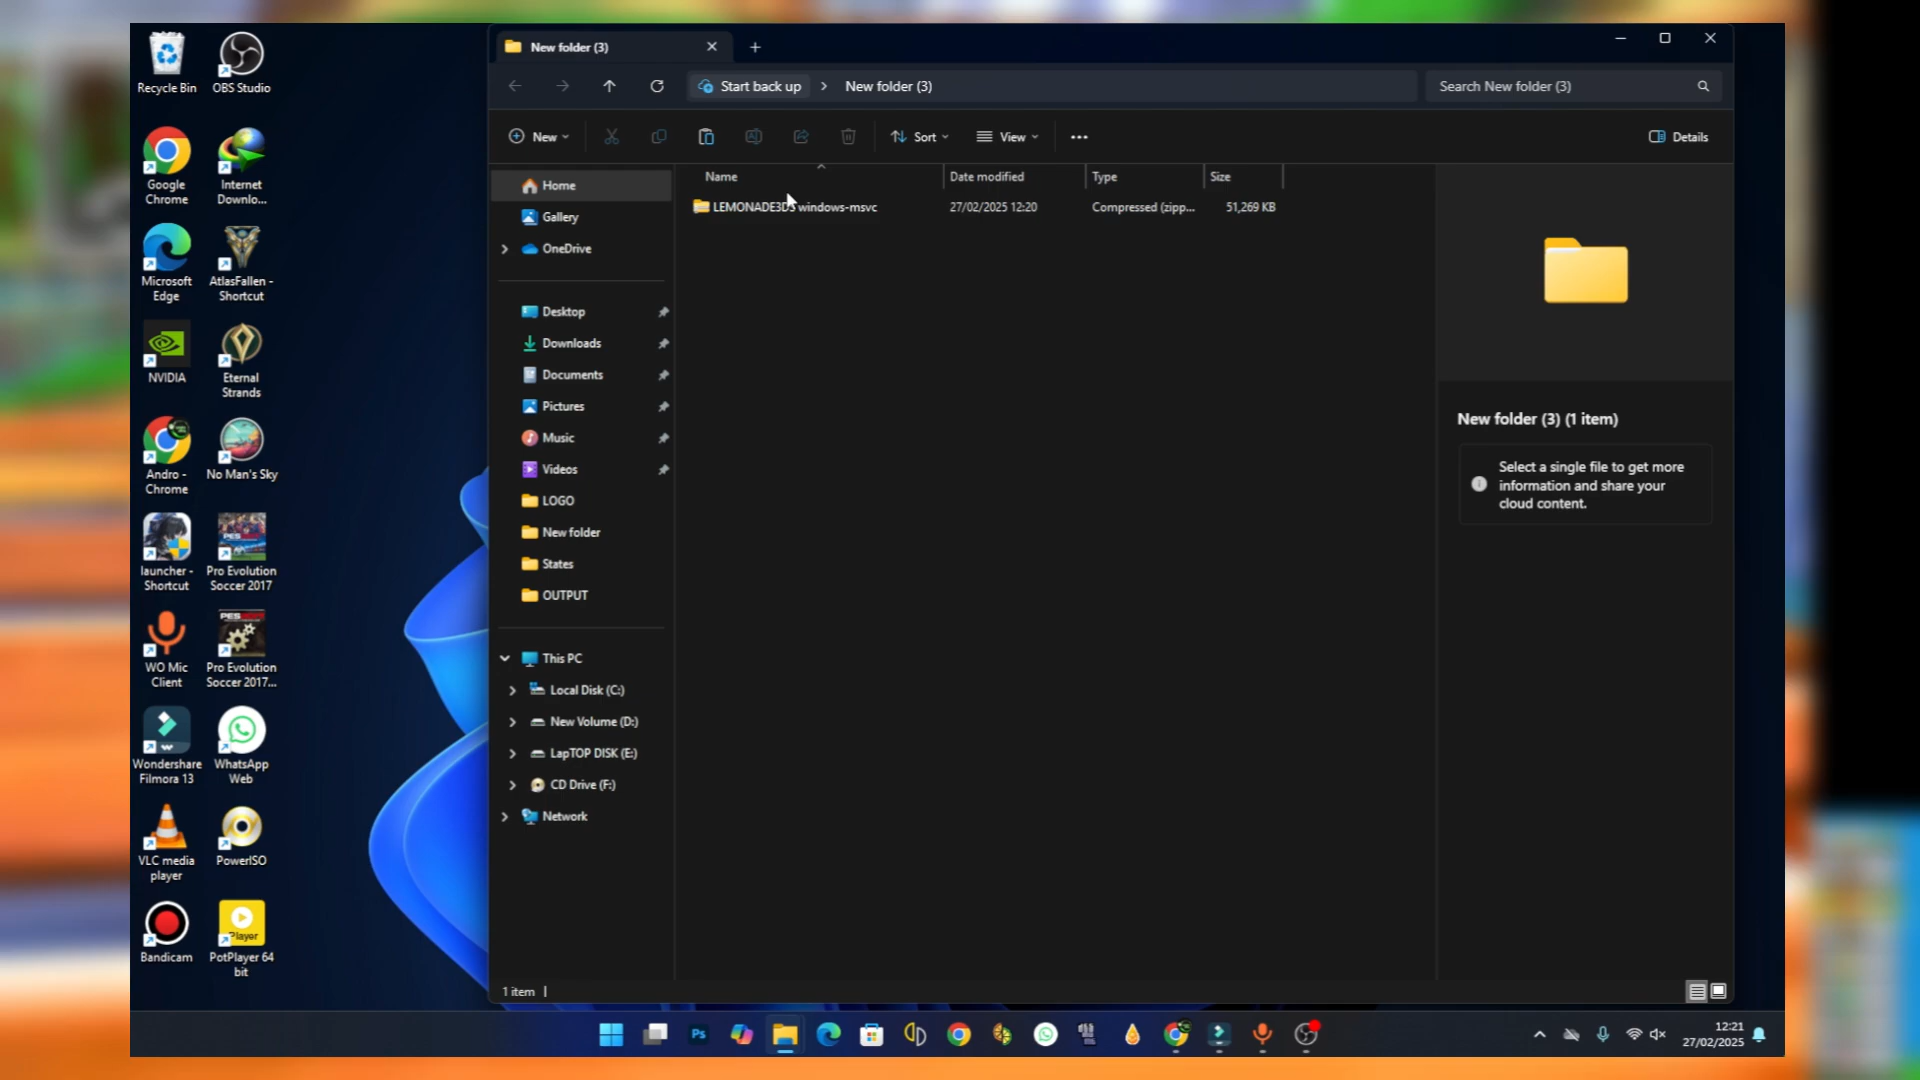 Recycle Bin
OBS Studio
Google
Chrome
Internet
Downlo...
Microsoft
Edge
AtlasFallen -
Shortcut
NVIDIA
Eternal
Strands
Andro -
Chrome
No Man's Sky
launcher -
Shortcut
Pro Evolution
Soccer 2017
WO Mic
Client
Pro Evolution
Soccer 2017...
Wondershare
Filmora 13
WhatsApp
Web
VLC media
player
PowerISO
Bandicam
Player
PotPlayer 64
bit
New folder (3)
Start back up
New folder (3)
Search New folder (3)
New
Sort
View
Details
Home
Gallery
OneDrive
Desktop
Downloads
Documents
Pictures
Music
Videos
LOGO
New folder
States
OUTPUT
This PC
Local Disk (C:)
New Volume (D:)
LapTOP DISK (E:)
CD Drive (F:)
Network
Name
Date modified
Type
Size
LEMONADE3DS windows-msvc
27/02/2025 12:20
Compressed (zipp...
51,269 KB
New folder (3) (1 item)
Select a single file to get more
information and share your
cloud content.
1 item
Ps
12:21
27/02/2025